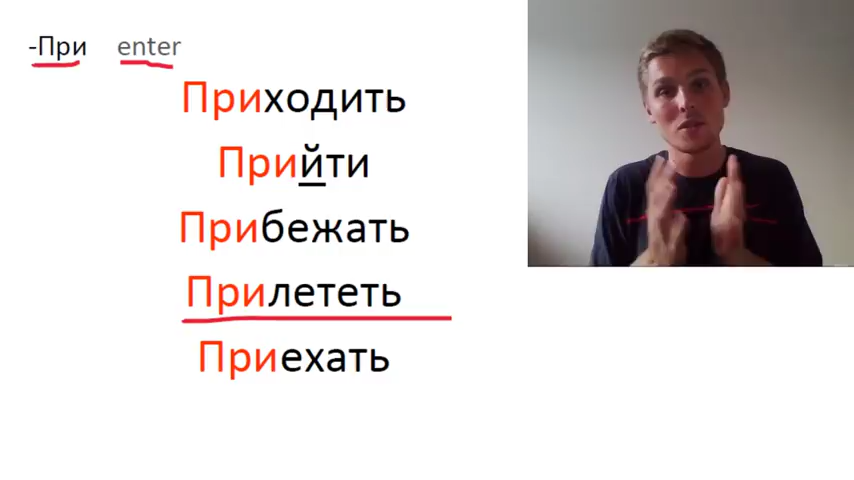 -При enter
Приходить
Прийти
Прибежать
Прилететь
Приехать